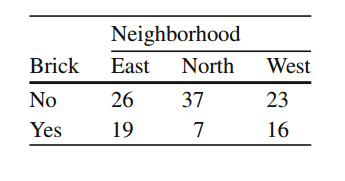 Neighborhood
Brick East North West
No 26 37 23
Yes 19 7 16